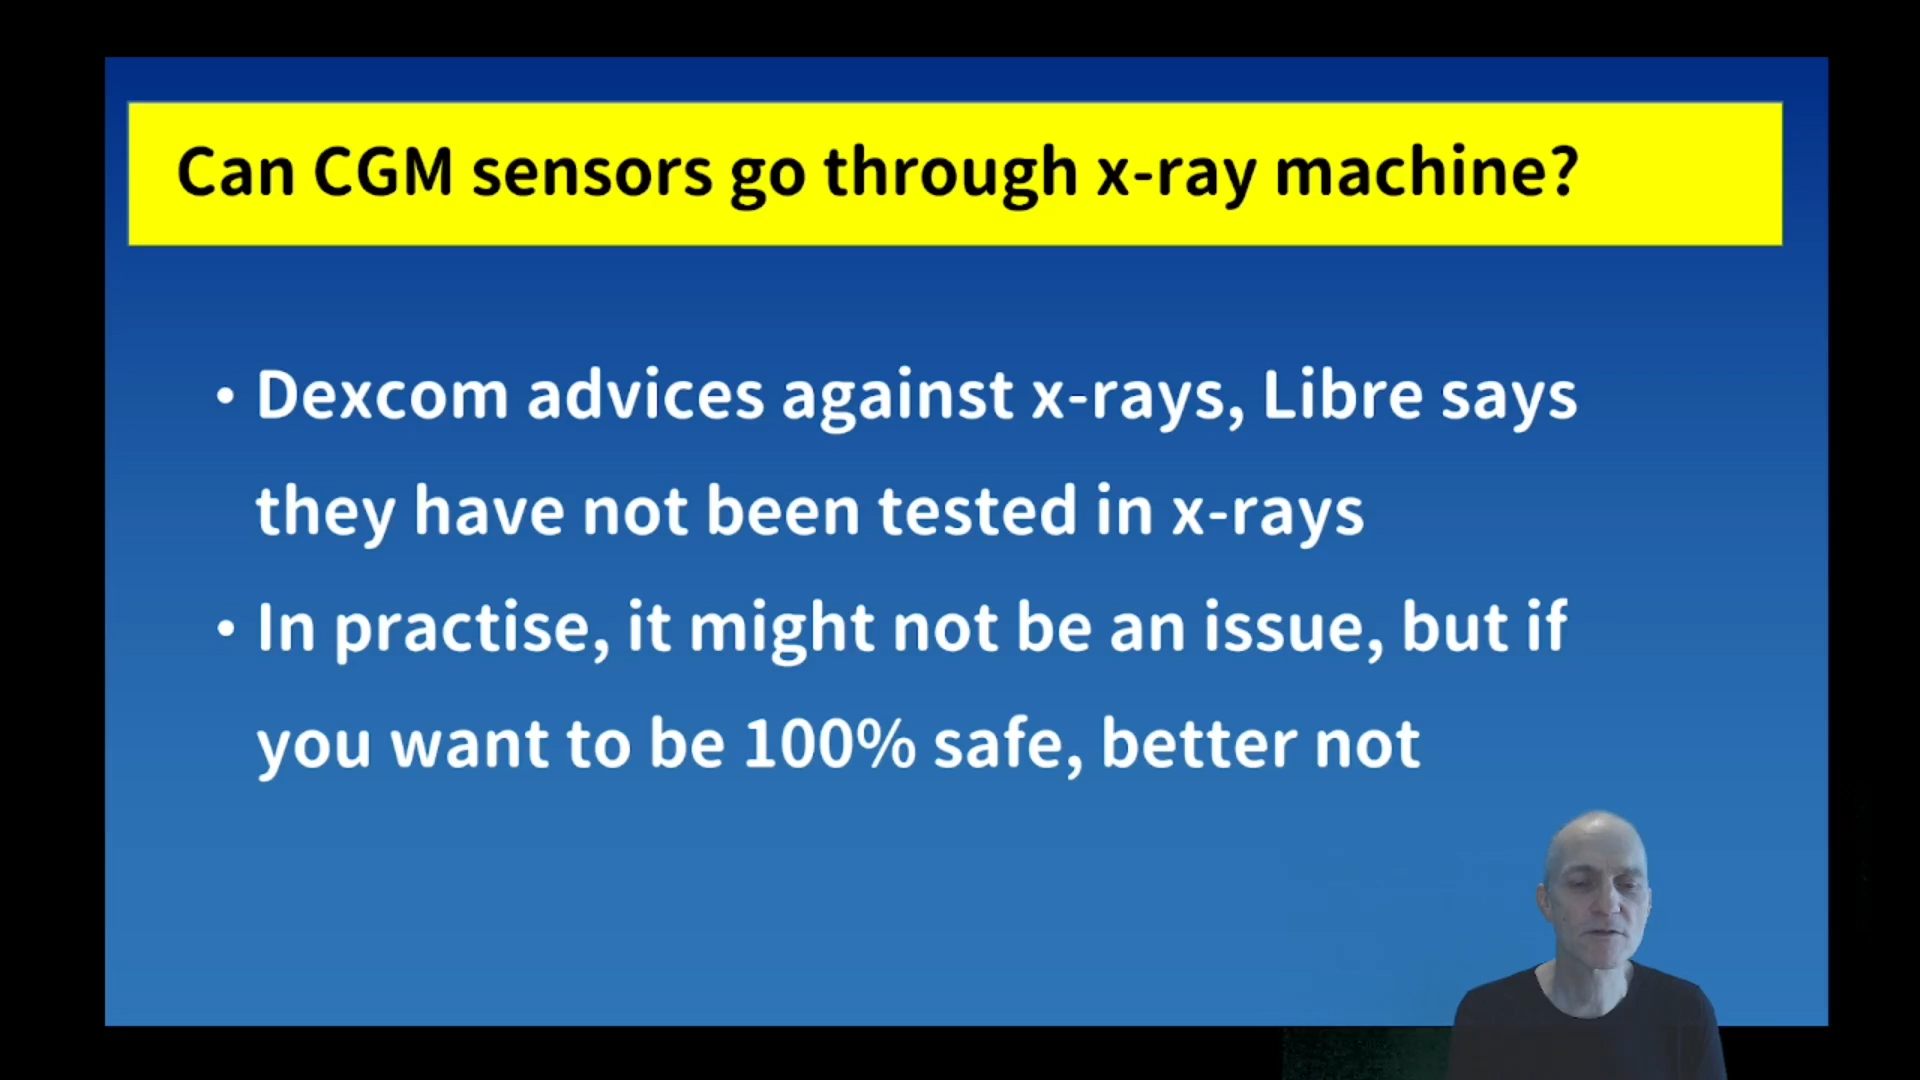 Can CGM sensors go through x-ray machine?
• Dexcom advices against x-rays, Libre says
they have not been tested in x-rays
• In practise, it might not be an issue, but if
you want to be 100% safe, better not